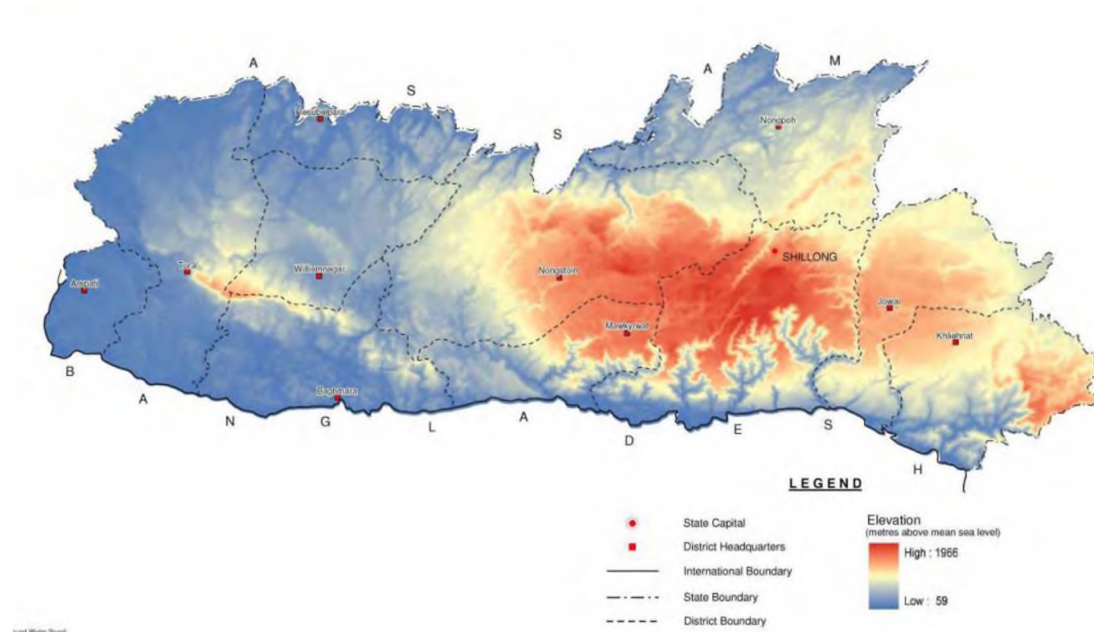 A S S A M
Nongpoh
SHILLONG
Williamnagar
Nongstoin
Ampati
Jowai
Mawkyrwat
Khliehriat
Baghmara
B A N G L A D E S H
LEGEND
State Capital
District Headquarters
International Boundary
State Boundary
District Boundary
Elevation
(metres above mean sea level)
High : 1966
Low : 59